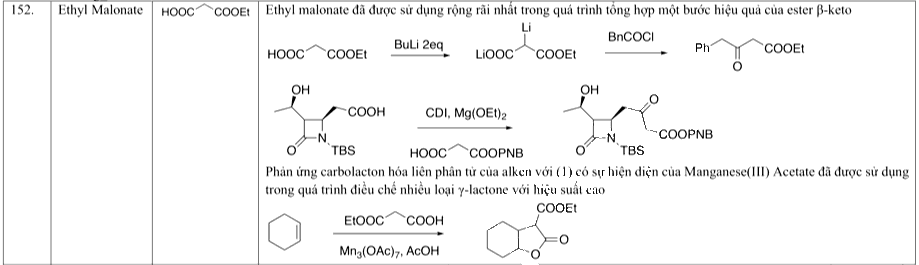 152. Ethyl Malonate HOOC COOEt Ethyl malonate đã được sử dụng rộng rãi nhất trong quá trình tổng hợp một bước hiệu quả của ester β-keto
Li
HOOC COOEt BuLi 2eq LiOOC COOEt BnCOCl Ph O COOEt
OH COOH O N TBS
CDI, Mg(OEt)2
HOOC COOPNB
OH O COOPNB O N TBS
Phản ứng carbolacton hóa liên phân tử của alken với (1) có sự hiện diện của Manganese(III) Acetate đã được sử dụng
trong quá trình điều chế nhiều loại γ-lactone với hiệu suất cao
EtOOC COOH
Mn3(OAc)7, AcOH
COOEt
O
O